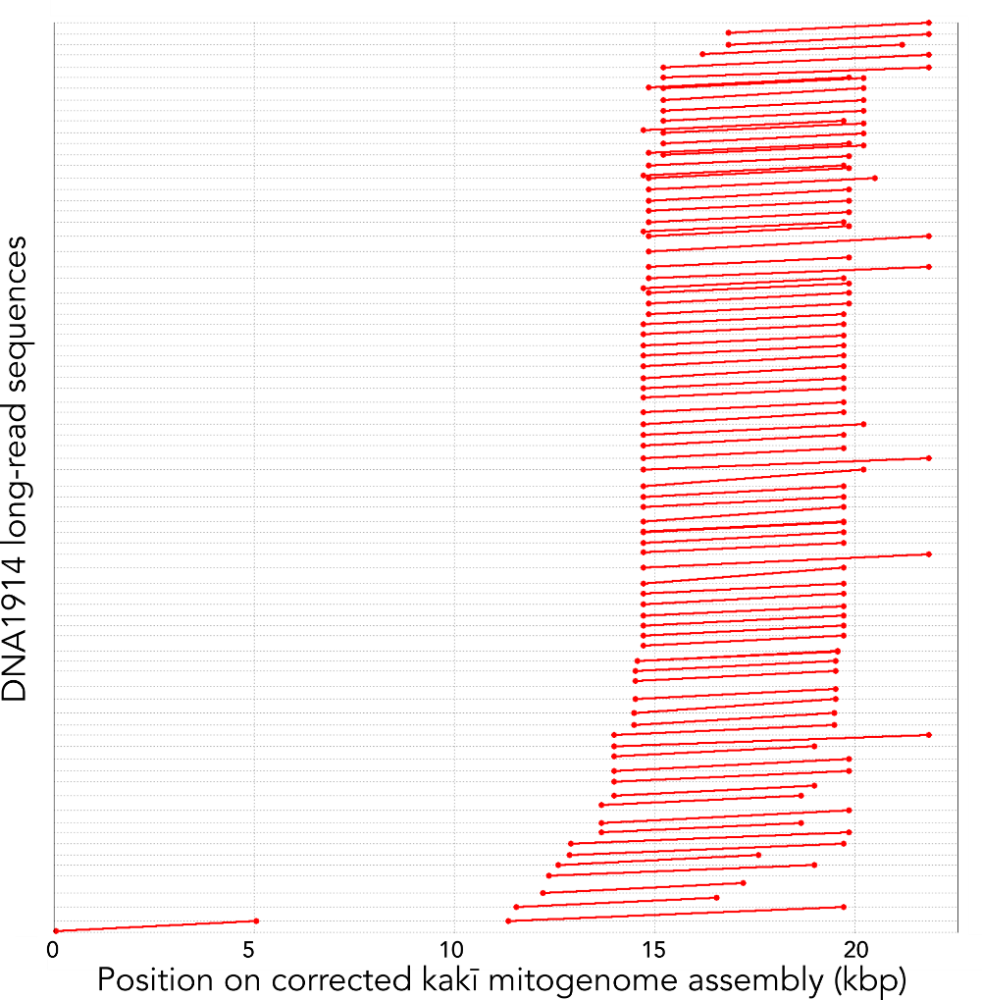 DNA1914 long-read sequences
0 5 10 15 20
Position on corrected kakī mitogenome assembly (kbp)